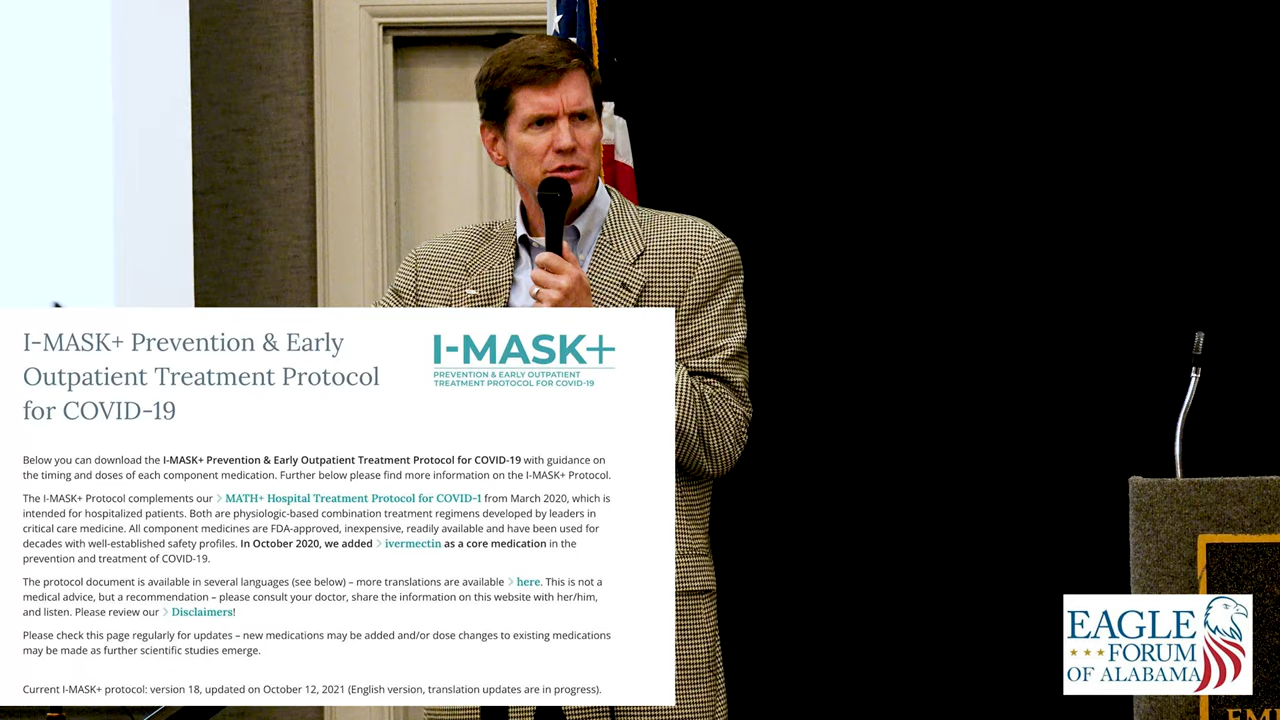 I-MASK+ Prevention & Early
Outpatient Treatment Protocol
for COVID-19
I-MASK+
PREVENTION & EARLY OUTPATIENT
TREATMENT PROTOCOL FOR COVID-19
Below you can download the I-MASK+ Prevention & Early Outpatient Treatment Protocol for COVID-19 with guidance on
the timing and doses of each component medication. Further below please find more information on the I-MASK+ Protocol.
The I-MASK+ Protocol complements our > MATH+ Hospital Treatment Protocol for COVID-1 from March 2020, which is
intended for hospitalized patients. Both are physiologic-based combination treatment regimens developed by leaders in
critical care medicine. All component medicines are FDA-approved, inexpensive, readily available and have been used for
decades with well-established safety profiles. In October 2020, we added > ivermectin as a core medication in the
prevention and treatment of COVID-19.
The protocol document is available in several languages (see below) – more translations are available > here. This is not a
medical advice, but a recommendation – please consult your doctor, share the information on this website with her/him,
and listen. Please review our > Disclaimers!
Please check this page regularly for updates – new medications may be added and/or dose changes to existing medications
may be made as further scientific studies emerge.
Current I-MASK+ protocol: version 18, updated on October 12, 2021 (English version, translation updates are in progress).
EAGLE
FORUM
OF ALABAMA